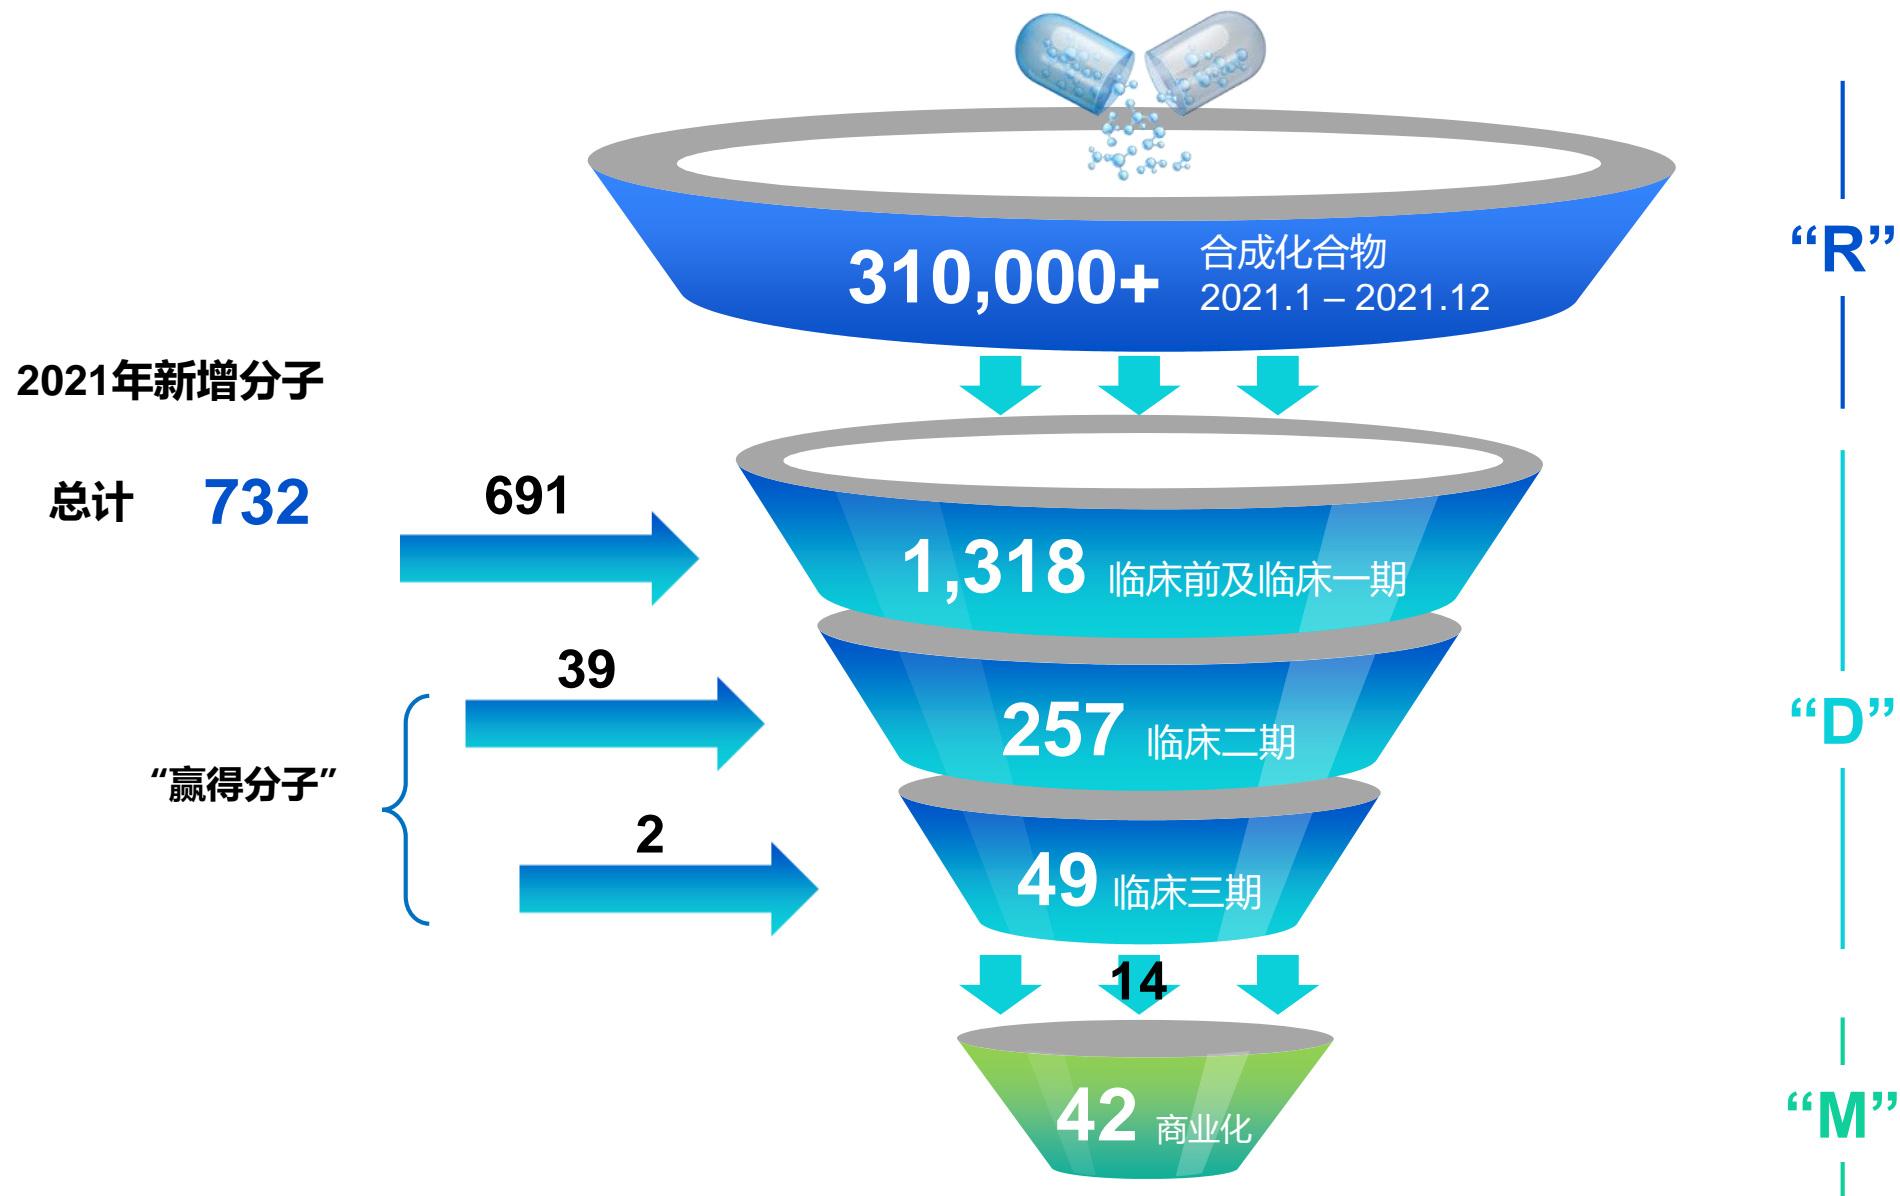 310,000+
合成化合物
2021.1 – 2021.12
“R”
2021年新增分子
总计 732
691
1,318 临床前及临床一期
39
257 临床二期
“D”
“赢得分子”
2
49 临床三期
14
42 商业化
“M”